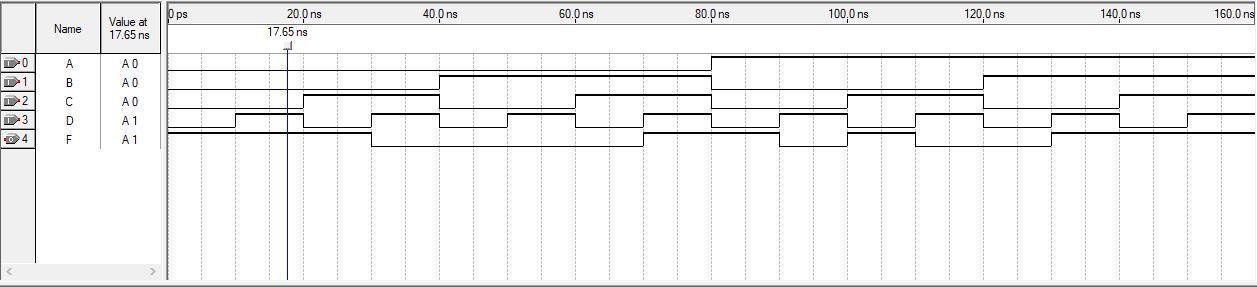 0 ps 20.0 ns 40.0 ns 60.0 ns 80.0 ns 100.0 ns 120.0 ns 140.0 ns 160.0 ns
Name Value at
17.65 ns
17.65 ns
0 A A 0
1 B A 0
2 C A 0
3 D A 1
4 F A 1